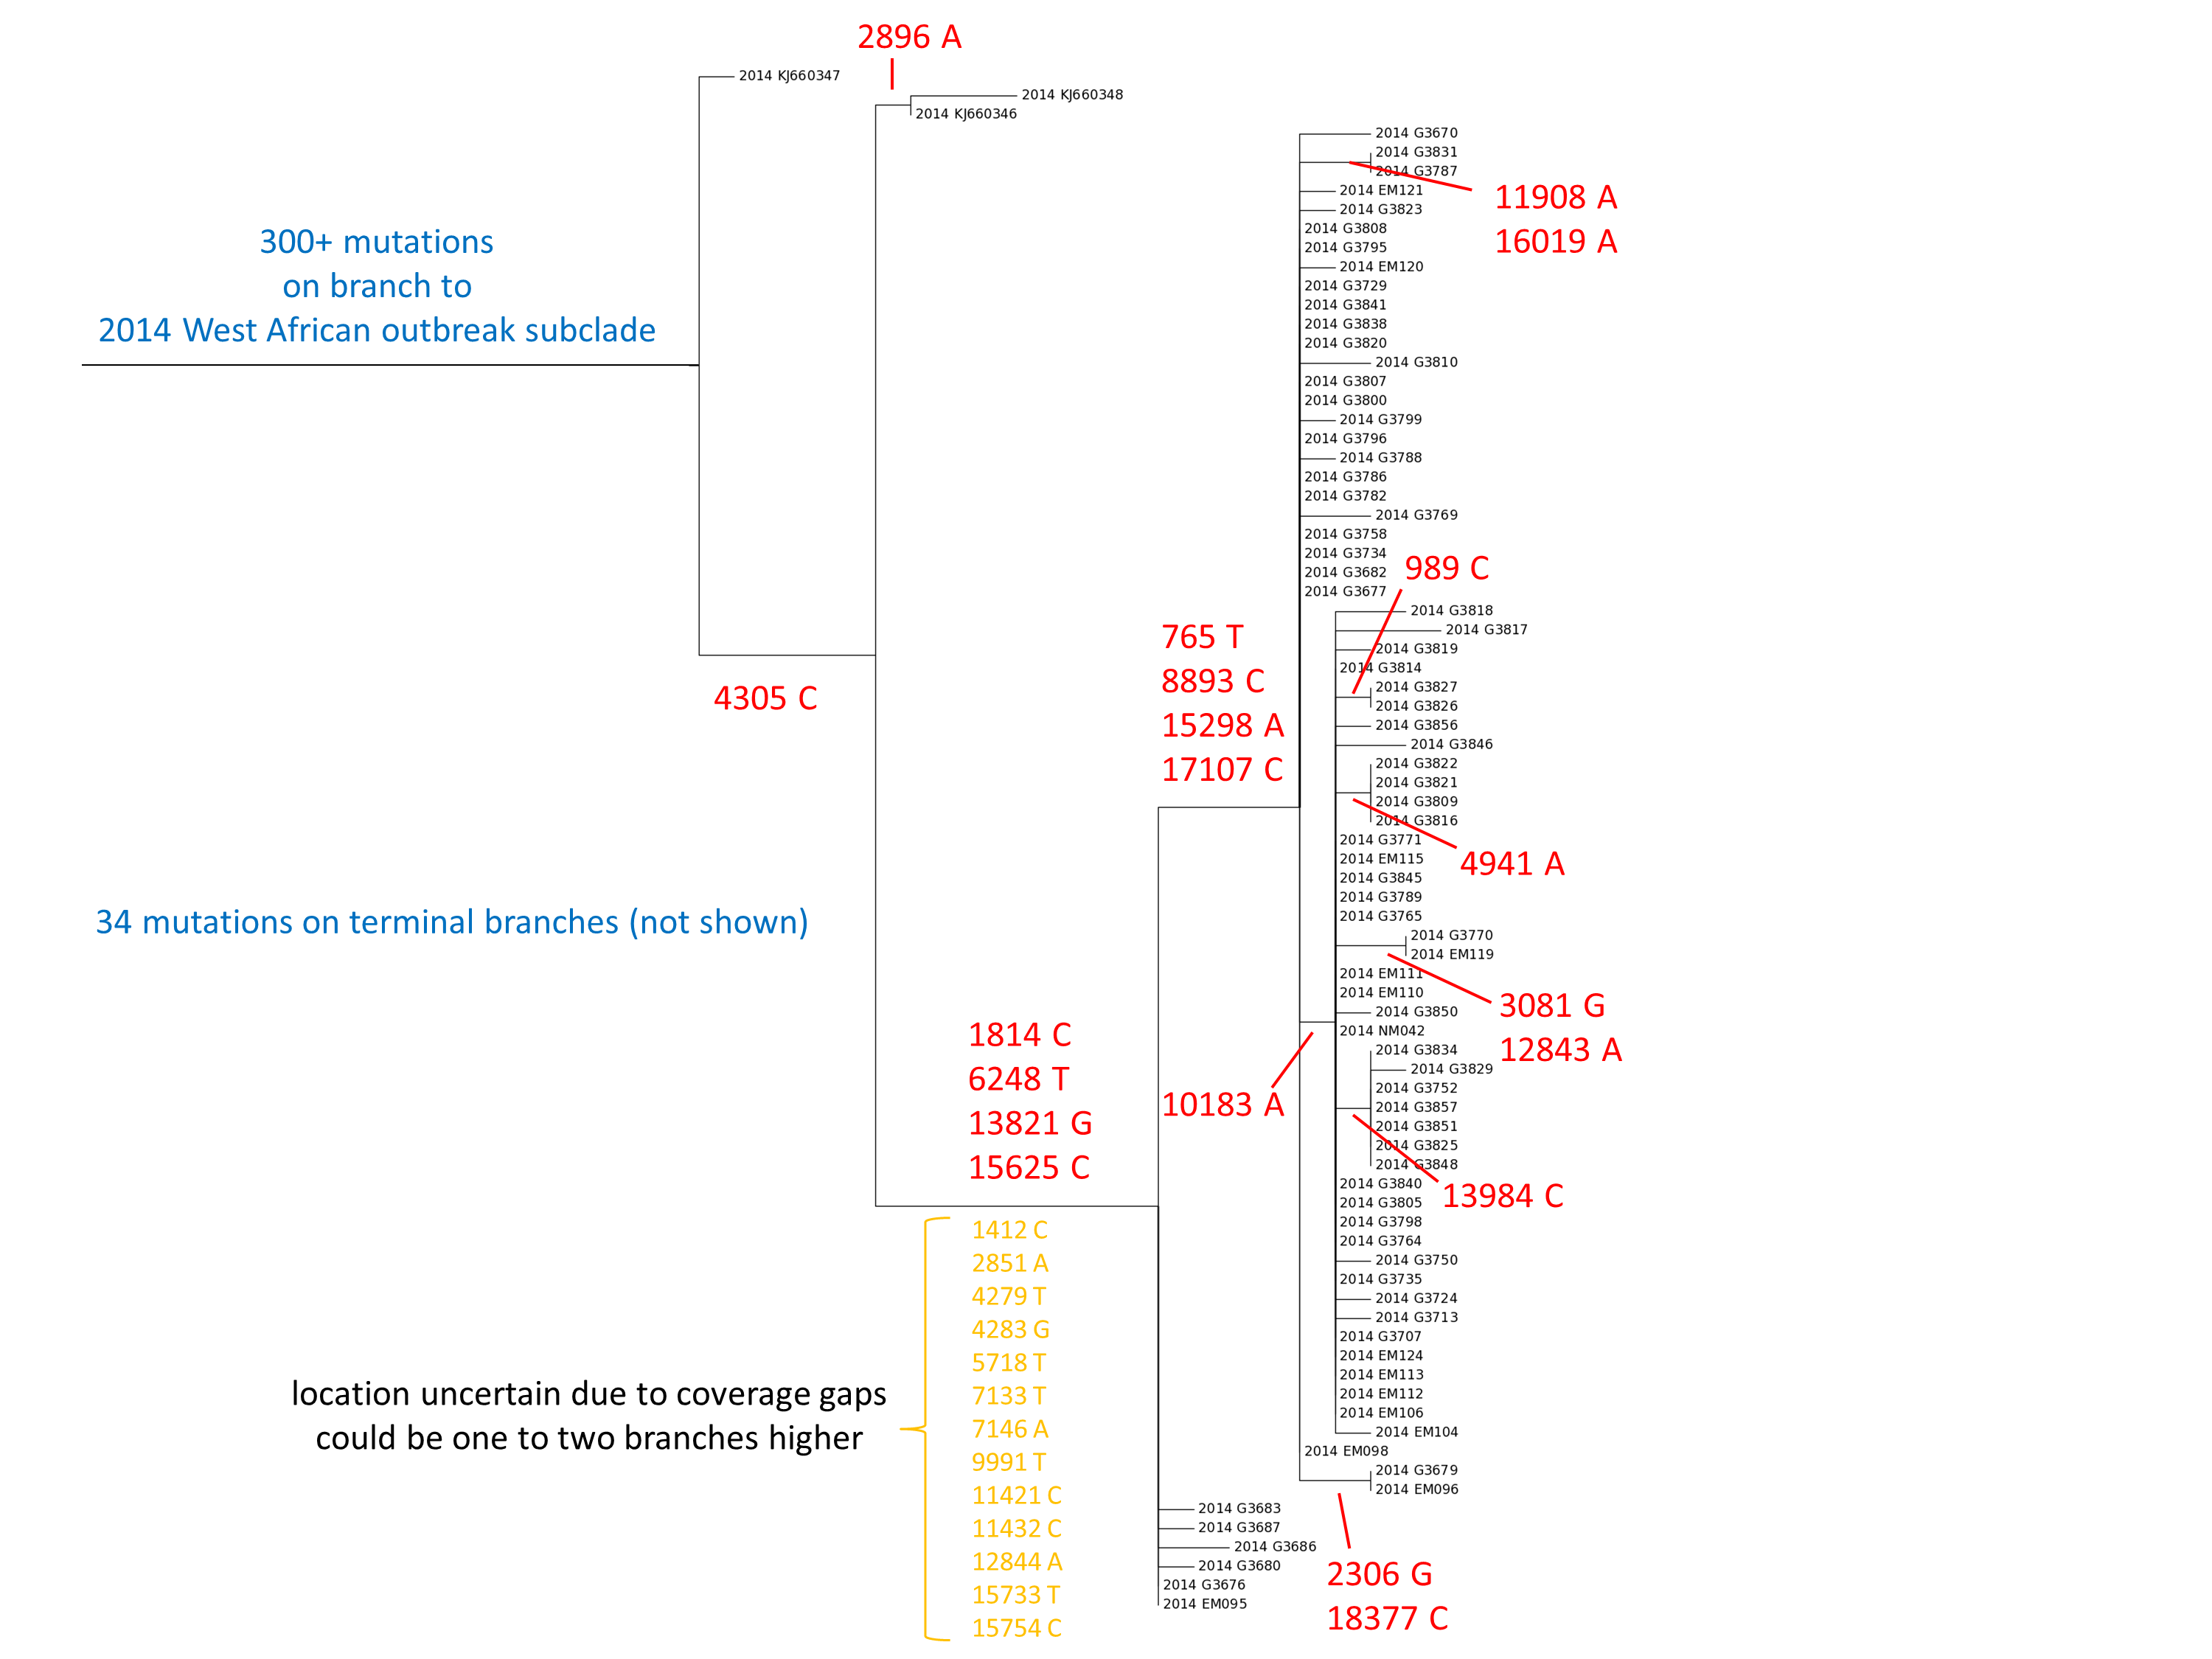 2896 A
2014 KJ660347
2014 KJ660348
2014 KJ660346
300+ mutations
on branch to
2014 West African outbreak subclade
4305 C
34 mutations on terminal branches (not shown)
1814 C
6248 T
13821 G
15625 C
1412 C
2851 A
4279 T
4283 G
5718 T
7133 T
7146 A
9991 T
11421 C
11432 C
12844 A
15733 T
15754 C
location uncertain due to coverage gaps
could be one to two branches higher
765 T
8893 C
15298 A
17107 C
10183 A
2014 G3670
2014 G3831
2014 G3787
2014 EM121
2014 G3823
2014 G3808
2014 G3795
2014 EM120
2014 G3729
2014 G3841
2014 G3838
2014 G3820
2014 G3810
2014 G3807
2014 G3800
2014 G3799
2014 G3796
2014 G3788
2014 G3786
2014 G3782
2014 G3769
2014 G3758
2014 G3734
2014 G3682
2014 G3677
2014 G3818
2014 G3817
2014 G3819
2014 G3814
2014 G3827
2014 G3826
2014 G3856
2014 G3846
2014 G3822
2014 G3821
2014 G3809
2014 G3816
2014 G3771
2014 EM115
2014 G3845
2014 G3789
2014 G3765
2014 G3770
2014 EM119
2014 EM111
2014 EM110
2014 G3850
2014 NM042
2014 G3834
2014 G3829
2014 G3752
2014 G3857
2014 G3851
2014 G3825
2014 G3848
2014 G3840
2014 G3805
2014 G3798
2014 G3764
2014 G3750
2014 G3735
2014 G3724
2014 G3713
2014 G3707
2014 EM124
2014 EM113
2014 EM112
2014 EM106
2014 EM104
2014 EM098
2014 G3679
2014 EM096
2014 G3683
2014 G3687
2014 G3686
2014 G3680
2014 G3676
2014 EM095
11908 A
16019 A
989 C
4941 A
3081 G
12843 A
13984 C
2306 G
18377 C